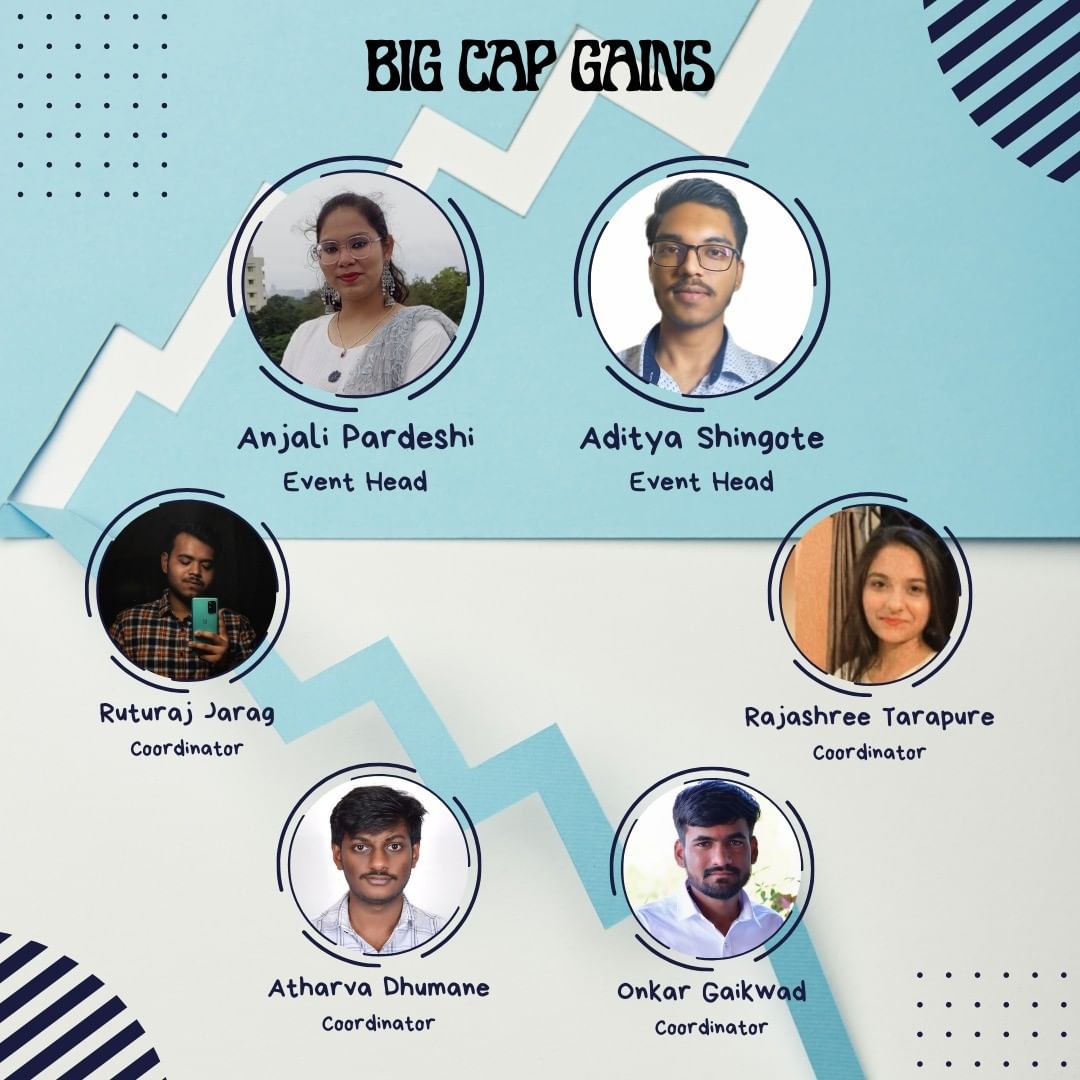 BIG CAP GAINS
Anjali Pardeshi
Event Head
Aditya Shingote
Event Head
Ruturaj Jarag
Coordinator
Rajashree Tarapure
Coordinator
Atharva Dhumane
Coordinator
Onkar Gaikwad
Coordinator